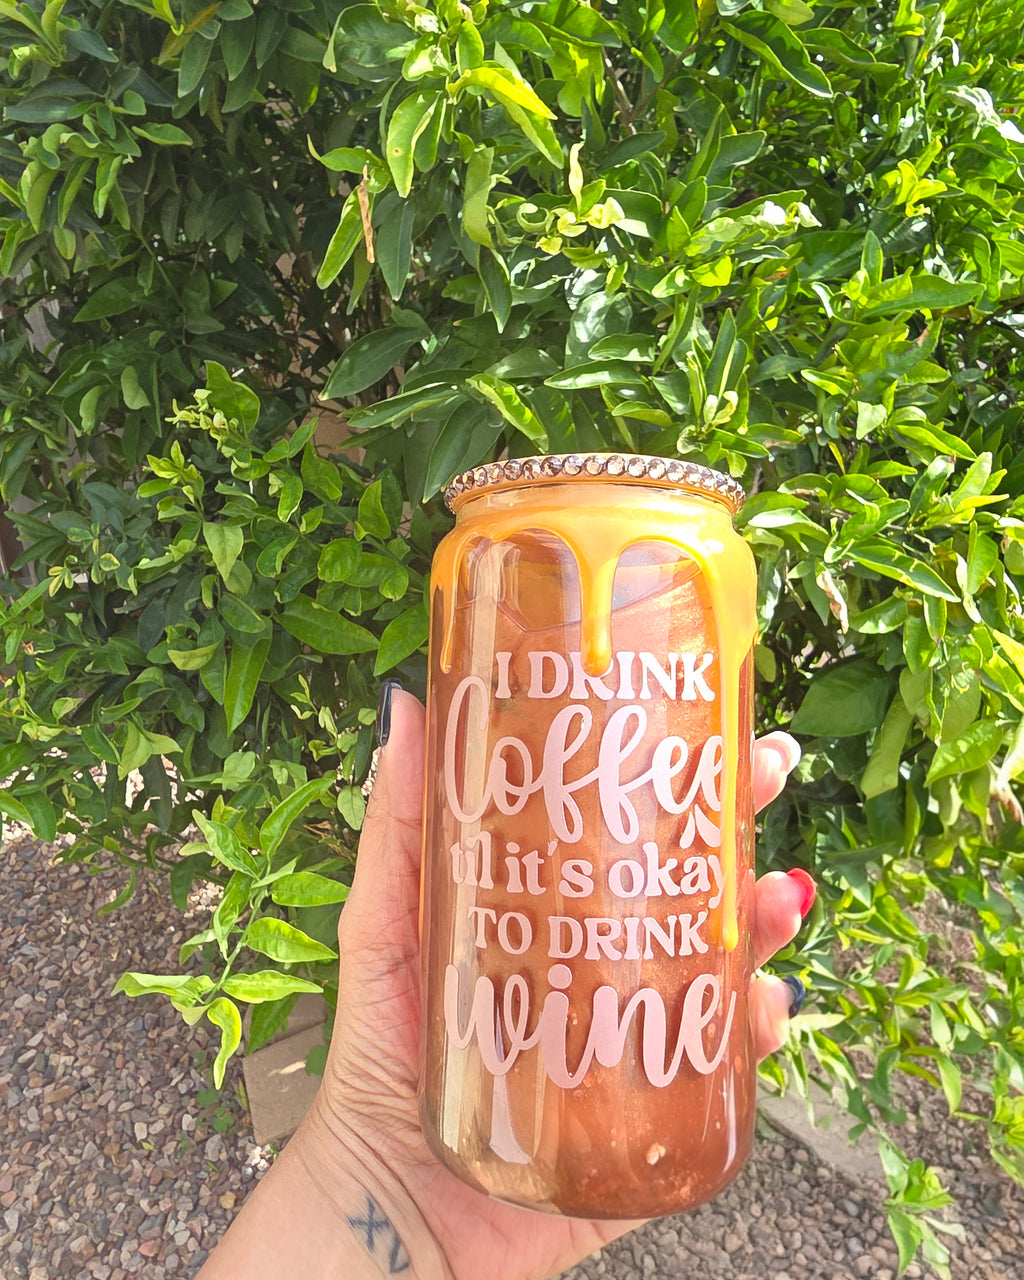 I DRINK
Coffee
til it's okay
TO DRINK
wine